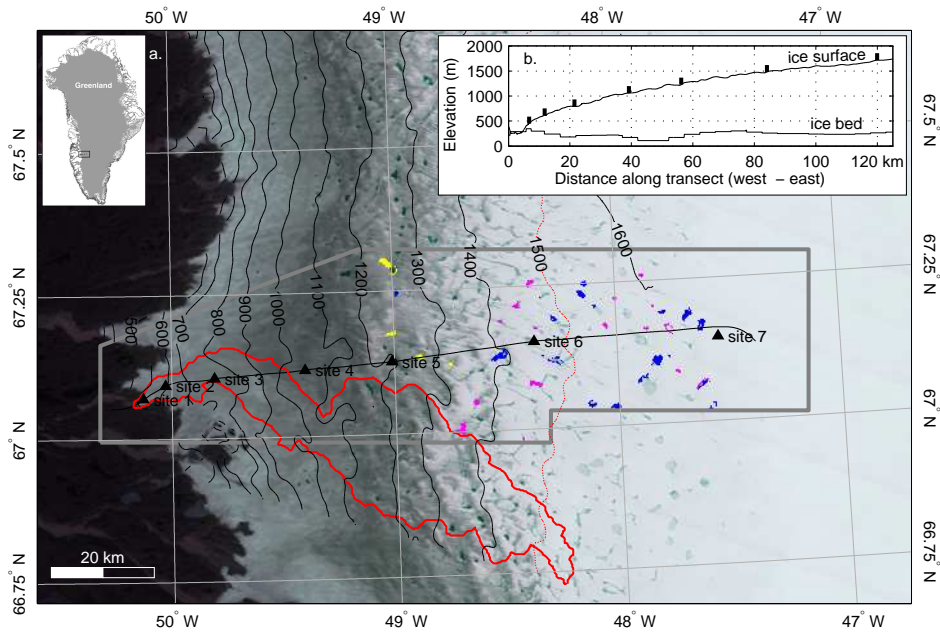 50° W
49° W
48° W
47° W
a.
Greenland
b.
ice surface
ice bed
Elevation (m)
2000
1500
1000
500
0
0
20
40
60
80
100
120 km
Distance along transect (west – east)
67.5° N
67.5° N
67.25° N
67.25° N
67° N
67° N
66.75° N
66.75° N
500
600
700
800
900
1000
1100
1200
1300
1400
1500
1600
site 1
site 2
site 3
site 4
site 5
site 6
site 7
20 km
50° W
49° W
48° W
47° W